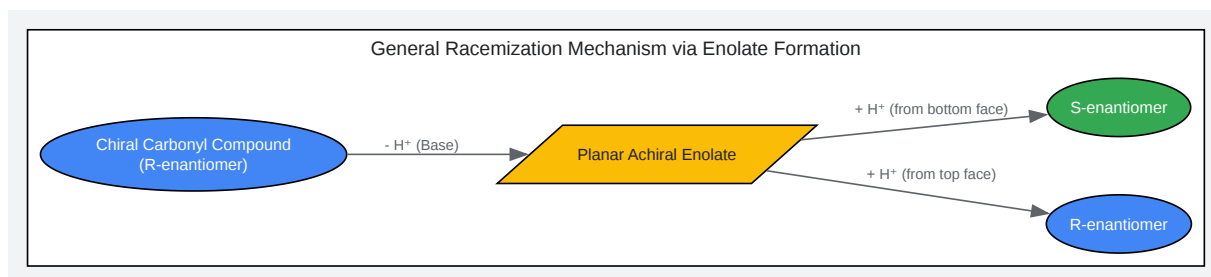 General Racemization Mechanism via Enolate Formation
Chiral Carbonyl Compound
(R-enantiomer)
- H⁺ (Base)
Planar Achiral Enolate
+ H⁺ (from bottom face)
S-enantiomer
+ H⁺ (from top face)
R-enantiomer